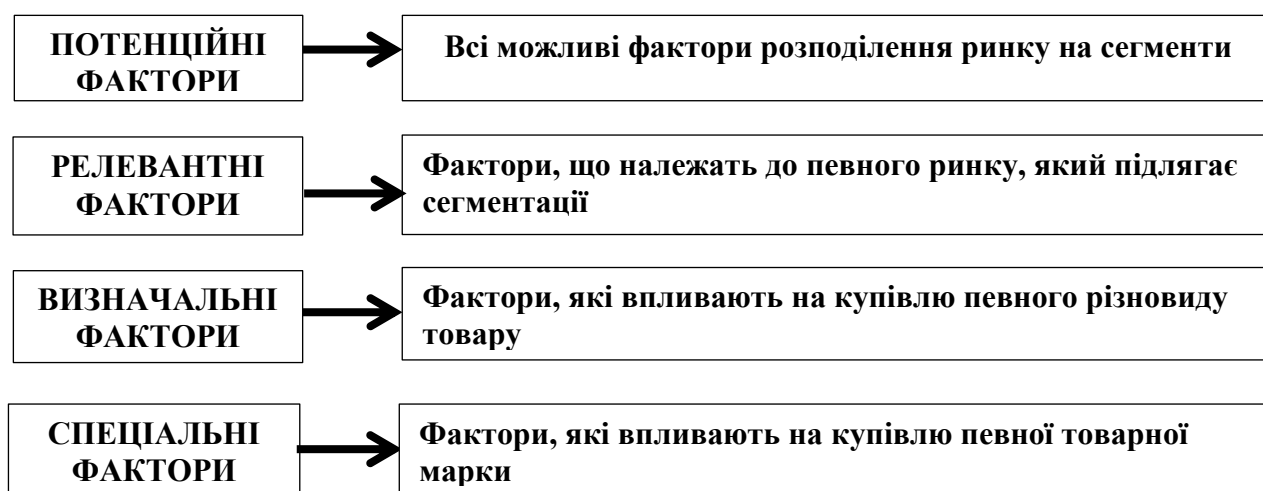 ПОТЕНЦІЙНІ
ФАКТОРИ
Всі можливі фактори розподілення ринку на сегменти
РЕЛЕВАНТНІ
ФАКТОРИ
Фактори, що належать до певного ринку, який підлягає
сегментації
ВИЗНАЧАЛЬНІ
ФАКТОРИ
Фактори, які впливають на купівлю певного різновиду
товару
СПЕЦІАЛЬНІ
ФАКТОРИ
Фактори, які впливають на купівлю певної товарної
марки